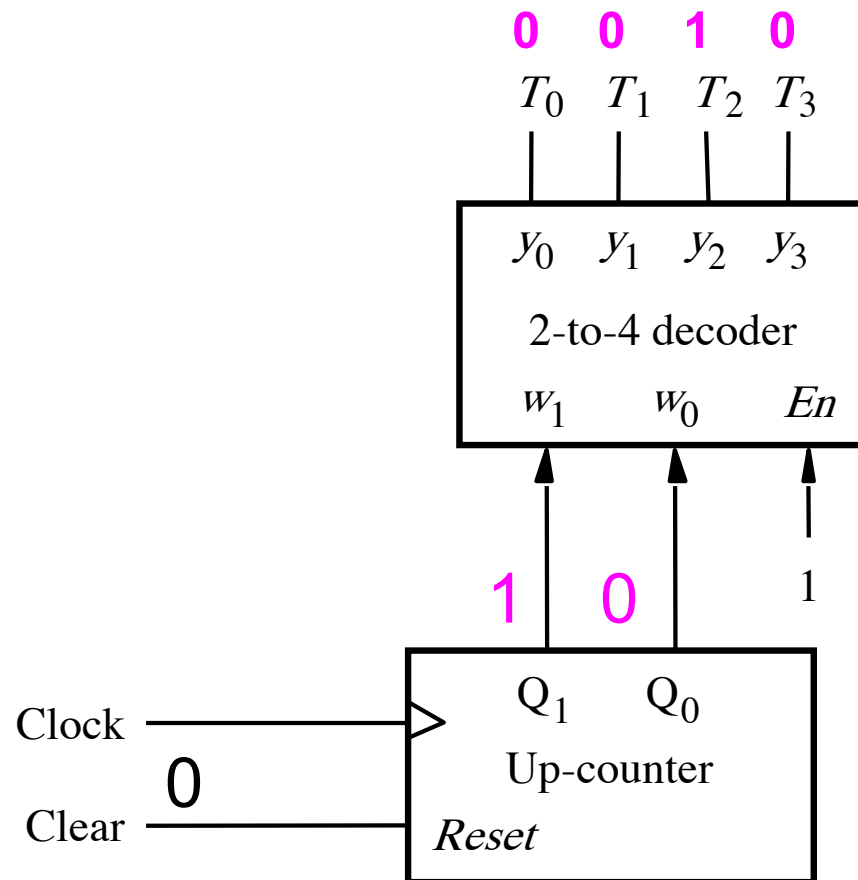 0 0 1 0
T0 T1 T2 T3
y0 y1 y2 y3
2-to-4 decoder
w1 w0 En
1 0 1
Q1 Q0
Clock
Up-counter
0
Clear Reset